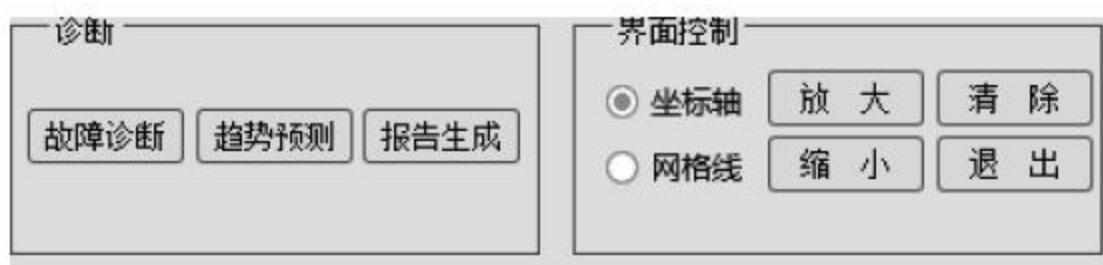 诊断
故障诊断 趋势预测 报告生成
界面控制
坐标轴 放 大 清 除
网格线 缩 小 退 出